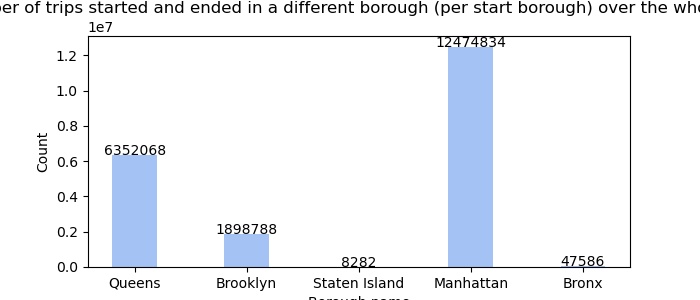 of trips started and ended in a different borough (per start borough) over the
1e7
12474834
1.2
1.0
0.8
6352068
0.6
Count
0.4
1898788
0.2
8282
47586
0.0
Queens Brooklyn Staten Island Manhattan Bronx
Borough name